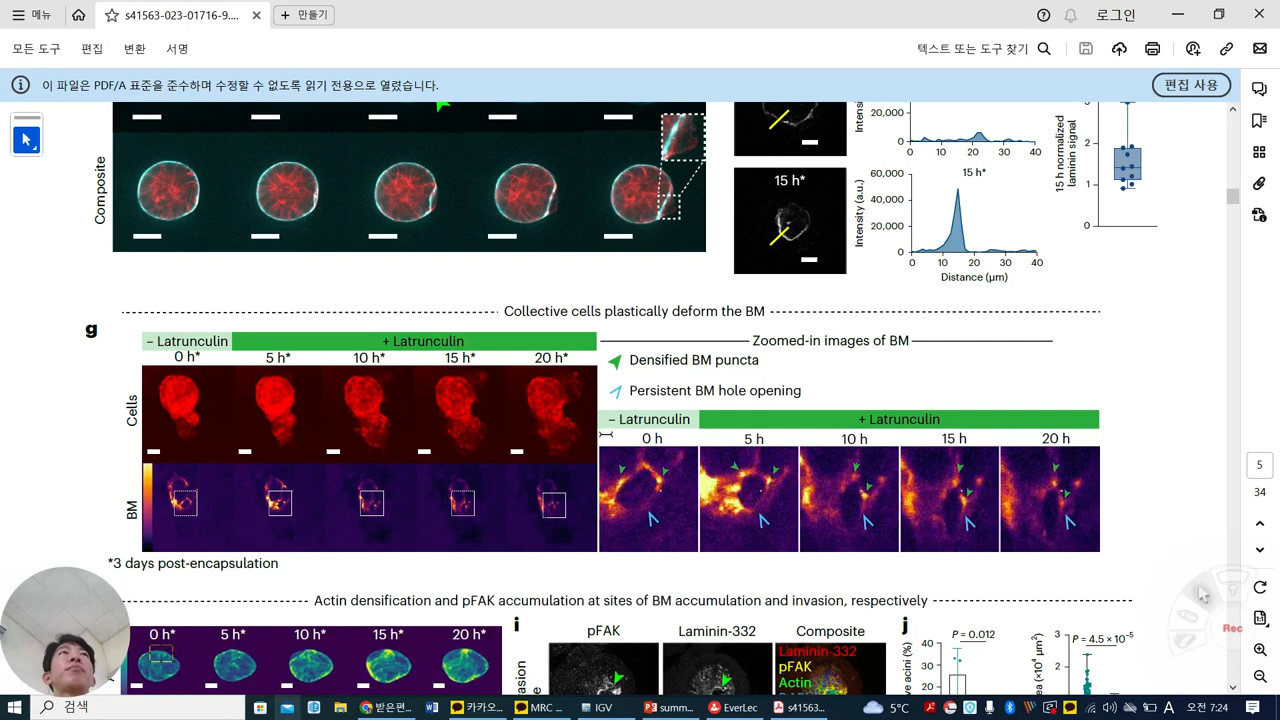 메뉴
s41563-023-01716-9....
만들기
로그인
모든 도구
편집
변환
서명
텍스트 또는 도구 찾기
이 파일은 PDF/A 표준을 준수하며 수정할 수 없도록 읽기 전용으로 열렸습니다.
편집 사용
Composite
20,000
0
0 10 20 30 40
15 h*
15 h*
Intensity (a.u.)
60,000
40,000
20,000
0
0 10 20 30 40
Distance (µm)
15 h normalized
laminin signal
2
1
0
Collective cells plastically deform the BM
g
– Latrunculin
+ Latrunculin
0 h*
5 h*
10 h*
15 h*
20 h*
Cells
BM
Zoomed-in images of BM
Densified BM puncta
Persistent BM hole opening
– Latrunculin
+ Latrunculin
0 h
5 h
10 h
15 h
20 h
*3 days post-encapsulation
5
34
Actin densification and pFAK accumulation at sites of BM accumulation and invasion, respectively
0 h*
5 h*
10 h*
15 h*
20 h*
i
pFAK
Laminin-332
Composite
Laminin-332
pFAK
Actin
j
P = 0.012
40
30
20
P = 4.5 × 10⁻⁵
3
2
Rec
검색
받은편...
카카오...
MRC ...
IGV
summ...
EverLec
s41563...
5°C
A
오전 7:24